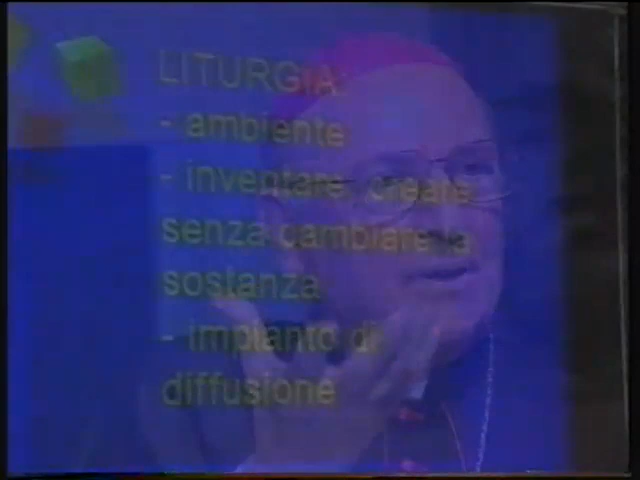 LITURGIA:
- ambiente
- inventare, creare
senza cambiare la
sostanza
- impianto di
diffusione